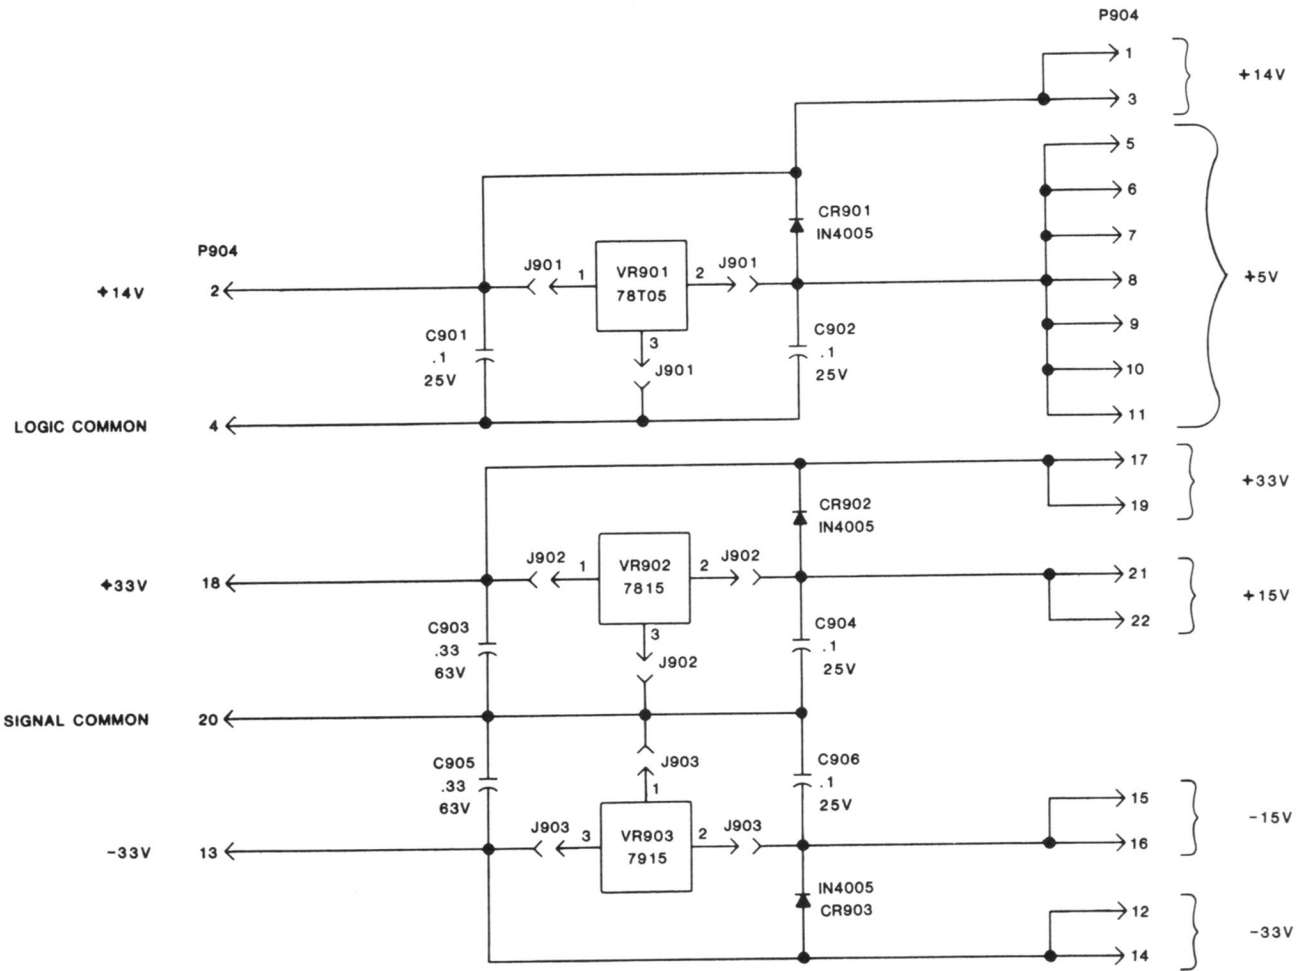 P904
1
+14V
3
5
6
CR901
IN4005
7
P904
J901
1
VR901
78T05
2
J901
8
+5V
+14V
2
9
C901
.1
25V
3
J901
C902
.1
25V
10
11
LOGIC COMMON
4
17
+33V
19
CR902
IN4005
J902
1
VR902
7815
2
J902
21
+15V
22
+33V
18
C903
.33
63V
3
J902
C904
.1
25V
SIGNAL COMMON
20
C905
.33
63V
J903
1
C906
.1
25V
15
-15V
16
J903
3
VR903
7915
2
J903
-33V
13
IN4005
CR903
12
-33V
14